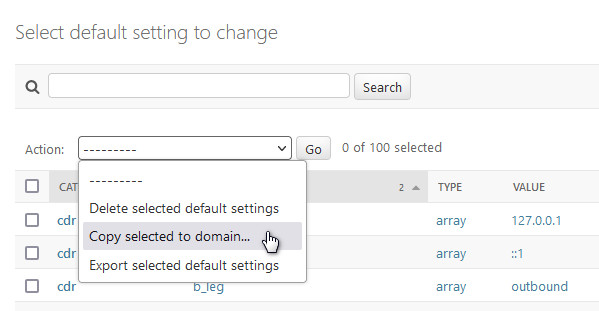 Select default setting to change
Search
Action: --------- Go 0 of 100 selected
---------
Delete selected default settings
Copy selected to domain...
Export selected default settings
CAT 2 TYPE VALUE
cdr array 127.0.0.1
cdr array ::1
cdr b_leg array outbound